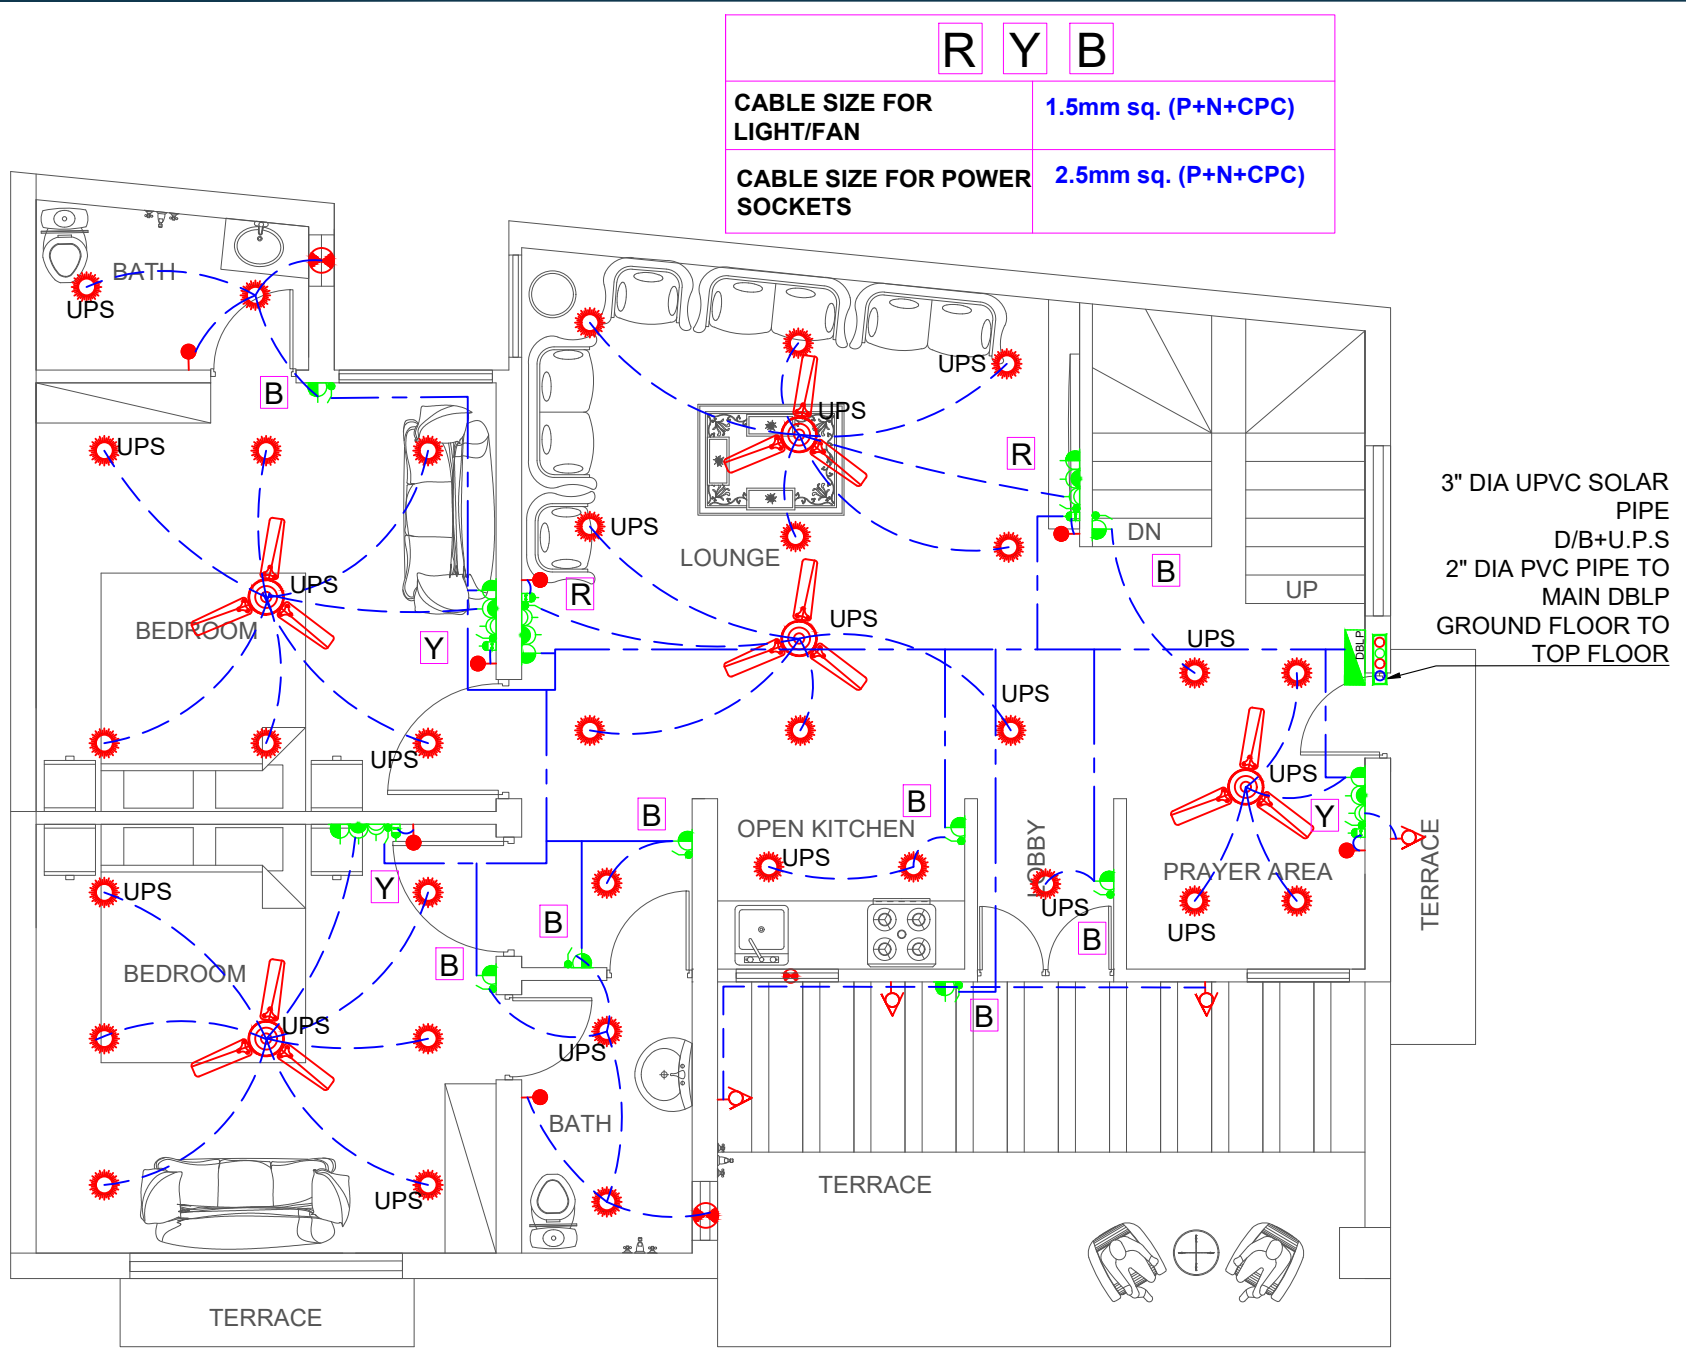 R Y B
CABLE SIZE FOR
LIGHT/FAN
1.5mm sq. (P+N+CPC)
CABLE SIZE FOR POWER
SOCKETS
2.5mm sq. (P+N+CPC)
BATH
UPS
B
UPS
UPS
UPS
R
3" DIA UPVC SOLAR
PIPE
D/B+U.P.S
2" DIA PVC PIPE TO
MAIN DBLP
GROUND FLOOR TO
TOP FLOOR
UPS
LOUNGE
DN
B
UP
UPS
R
BEDROOM
UPS
Y
UPS
DBLP
UPS
UPS
UPS
B
B
OPEN KITCHEN
UPS
LOBBY
Y
PRAYER AREA
TERRACE
UPS
Y
UPS
UPS
B
B
B
BEDROOM
B
UPS
UPS
BATH
TERRACE
UPS
TERRACE